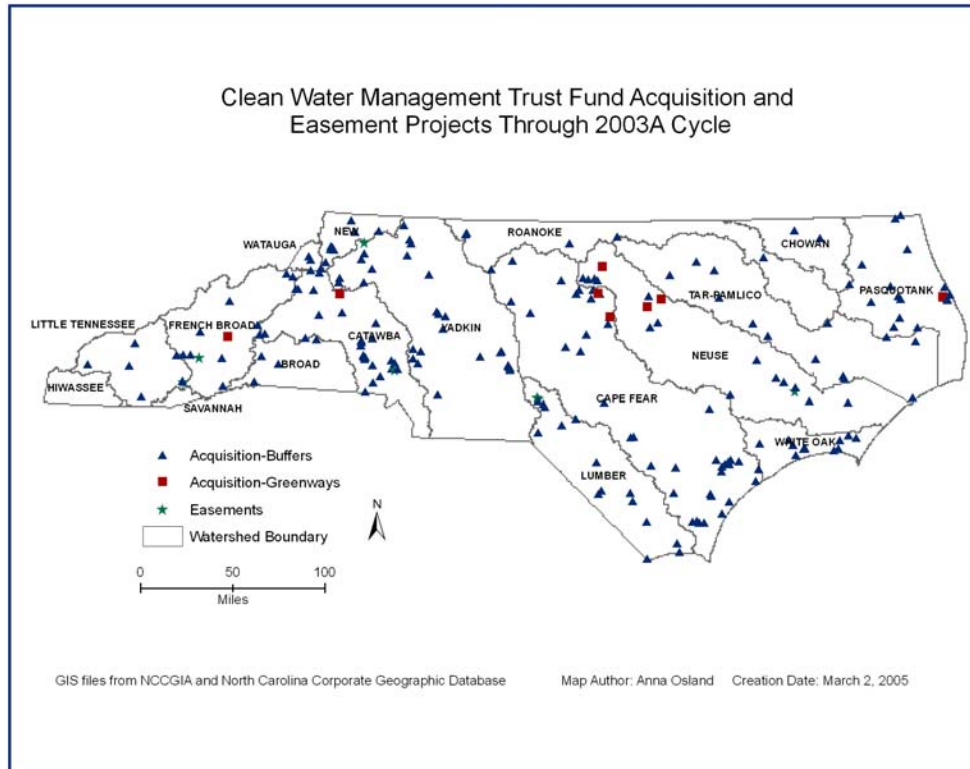 Clean Water Management Trust Fund Acquisition and
Easement Projects Through 2003A Cycle
NEW
ROANOKE
WATAUGA
CHOWAN
PASQUOTANK
TAR-PAMLICO
LITTLE TENNESSEE
FRENCH BROAD
YADKIN
CATAWBA
NEUSE
BROAD
HIWASSEE
CAPE FEAR
SAVANNAH
WHITE OAK
LUMBER
Acquisition-Buffers
Acquisition-Greenways
Easements
Watershed Boundary
N
0 50 100
Miles
GIS files from NCCGIA and North Carolina Corporate Geographic Database Map Author: Anna Osland Creation Date: March 2, 2005